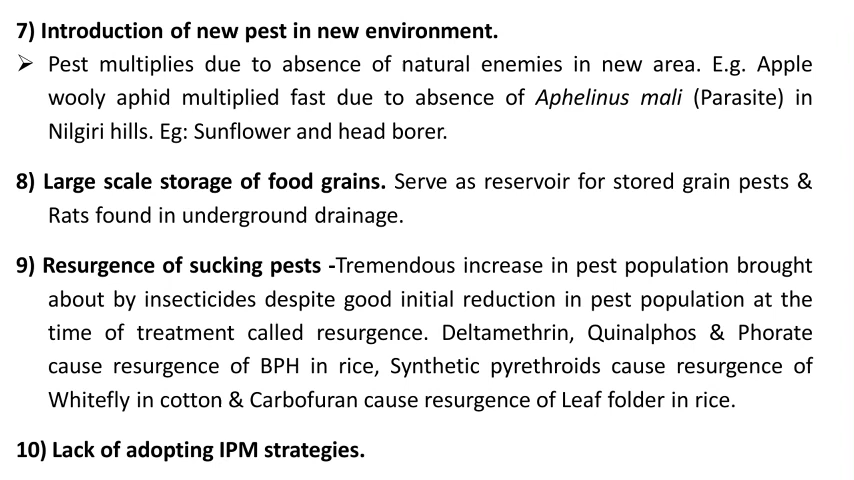 7) Introduction of new pest in new environment.
➢ Pest multiplies due to absence of natural enemies in new area. E.g. Apple
wooly aphid multiplied fast due to absence of Aphelinus mali (Parasite) in
Nilgiri hills. Eg: Sunflower and head borer.
8) Large scale storage of food grains. Serve as reservoir for stored grain pests &
Rats found in underground drainage.
9) Resurgence of sucking pests -Tremendous increase in pest population brought
about by insecticides despite good initial reduction in pest population at the
time of treatment called resurgence. Deltamethrin, Quinalphos & Phorate
cause resurgence of BPH in rice, Synthetic pyrethroids cause resurgence of
Whitefly in cotton & Carbofuran cause resurgence of Leaf folder in rice.
10) Lack of adopting IPM strategies.